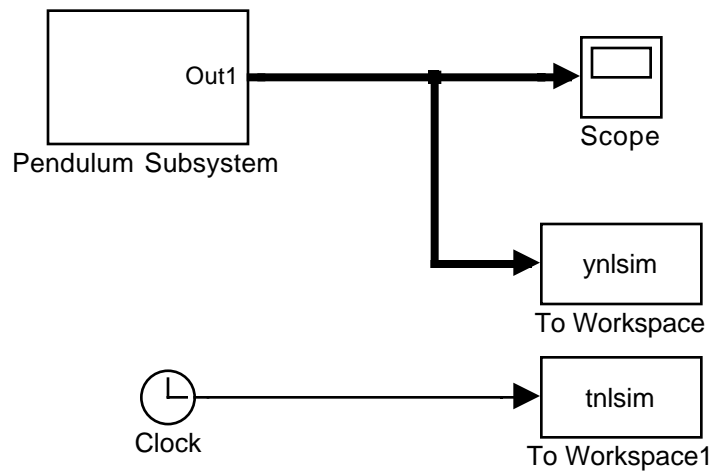 Out1
Scope
Pendulum Subsystem
ynlsim
To Workspace
tnlsim
Clock
To Workspace1